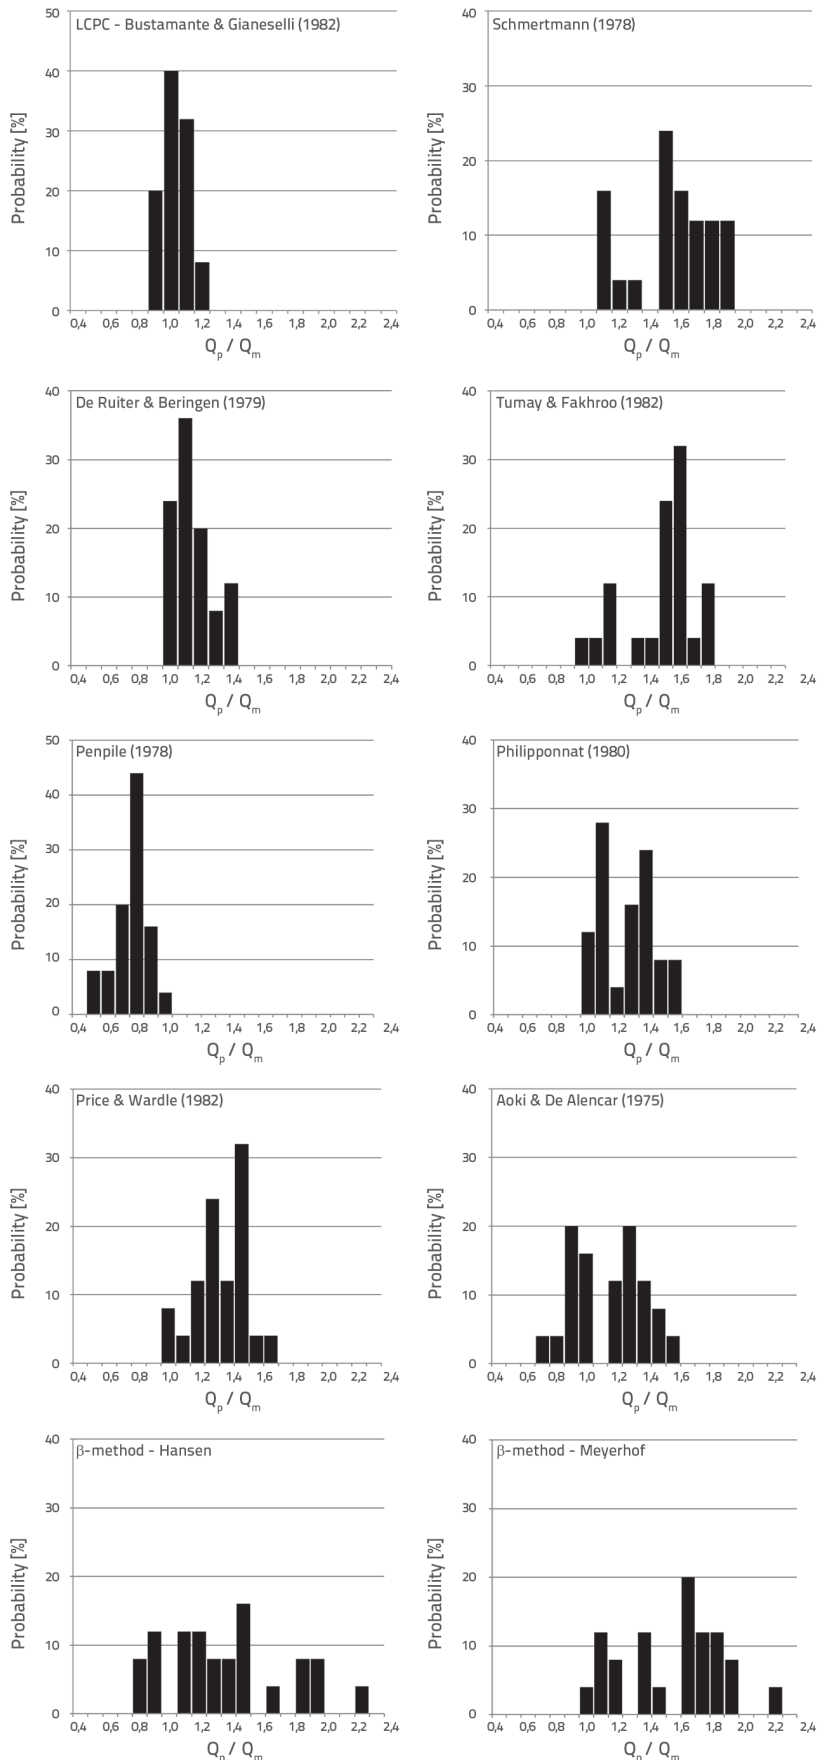 LCPC - Bustamante & Gianeselli (1982)
50
40
30
20
10
0
Probability [%]
0,4 0,6 0,8 1,0 1,2 1,4 1,6 1,8 2,0 2,2 2,4
Qp / Qm
Schmertmann (1978)
40
30
20
10
0
Probability [%]
0,4 0,6 0,8 1,0 1,2 1,4 1,6 1,8 2,0 2,2 2,4
Qp / Qm
De Ruiter & Beringen (1979)
40
30
20
10
0
Probability [%]
0,4 0,6 0,8 1,0 1,2 1,4 1,6 1,8 2,0 2,2 2,4
Qp / Qm
Tumay & Fakhroo (1982)
40
30
20
10
0
Probability [%]
0,4 0,6 0,8 1,0 1,2 1,4 1,6 1,8 2,0 2,2 2,4
Qp / Qm
Penpile (1978)
50
40
30
20
10
0
Probability [%]
0,4 0,6 0,8 1,0 1,2 1,4 1,6 1,8 2,0 2,2 2,4
Qp / Qm
Philipponnat (1980)
40
30
20
10
0
Probability [%]
0,4 0,6 0,8 1,0 1,2 1,4 1,6 1,8 2,0 2,2 2,4
Qp / Qm
Price & Wardle (1982)
40
30
20
10
0
Probability [%]
0,4 0,6 0,8 1,0 1,2 1,4 1,6 1,8 2,0 2,2 2,4
Qp / Qm
Aoki & De Alencar (1975)
40
30
20
10
0
Probability [%]
0,4 0,6 0,8 1,0 1,2 1,4 1,6 1,8 2,0 2,2 2,4
Qp / Qm
β-method - Hansen
40
30
20
10
0
Probability [%]
0,4 0,6 0,8 1,0 1,2 1,4 1,6 1,8 2,0 2,2 2,4
Qp / Qm
β-method - Meyerhof
40
30
20
10
0
Probability [%]
0,4 0,6 0,8 1,0 1,2 1,4 1,6 1,8 2,0 2,2 2,4
Qp / Qm